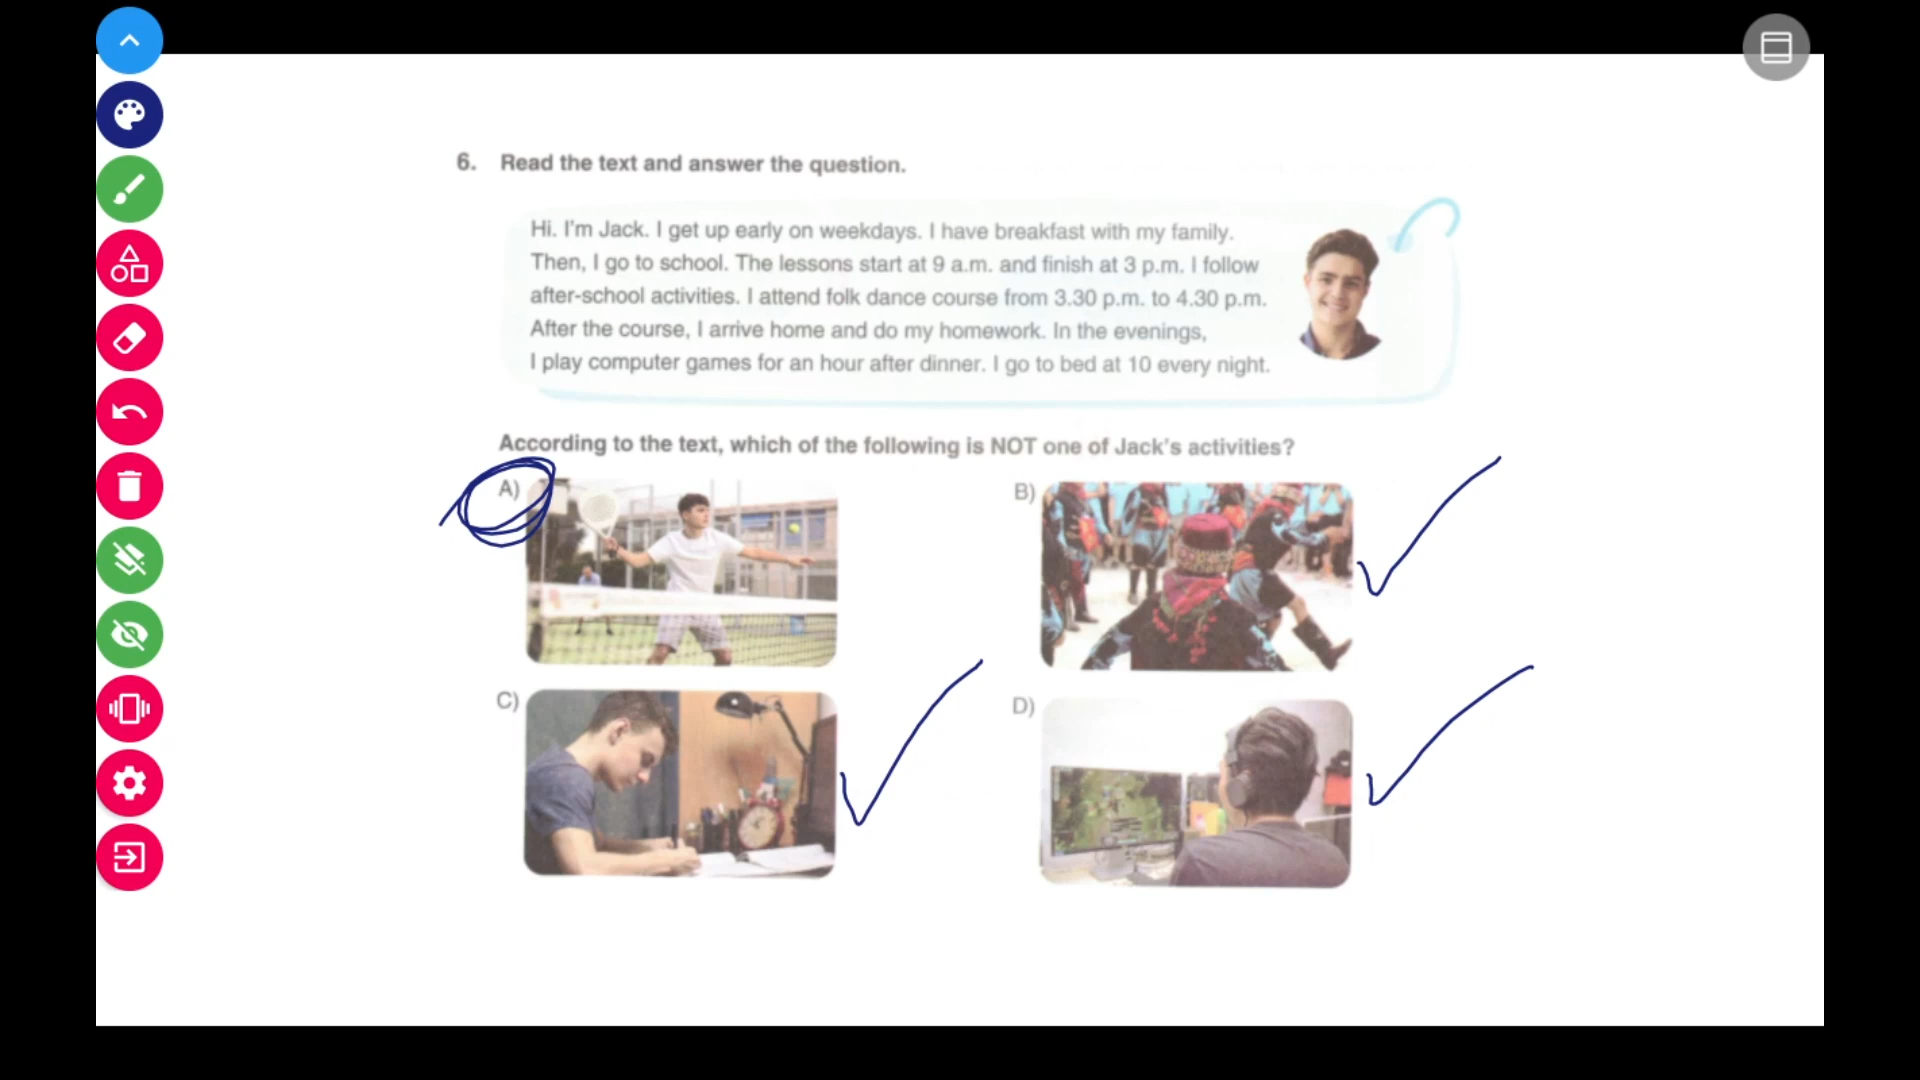 6. Read the text and answer the question.
Hi. I'm Jack. I get up early on weekdays. I have breakfast with my family.
Then, I go to school. The lessons start at 9 a.m. and finish at 3 p.m. I follow
after-school activities. I attend folk dance course from 3.30 p.m. to 4.30 p.m.
After the course, I arrive home and do my homework. In the evenings,
I play computer games for an hour after dinner. I go to bed at 10 every night.
According to the text, which of the following is NOT one of Jack's activities?
A)
B)
C)
D)